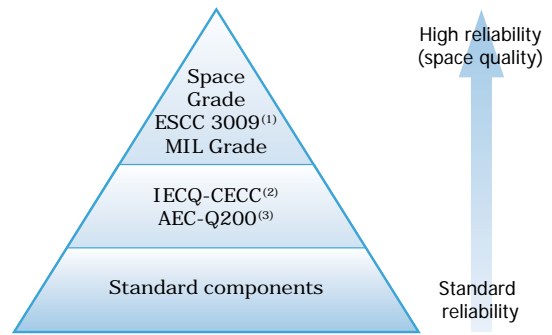 Space
Grade
ESCC 3009(1)
MIL Grade
IECQ-CECC(2)
AEC-Q200(3)
Standard components
High reliability
(space quality)
Standard
reliability